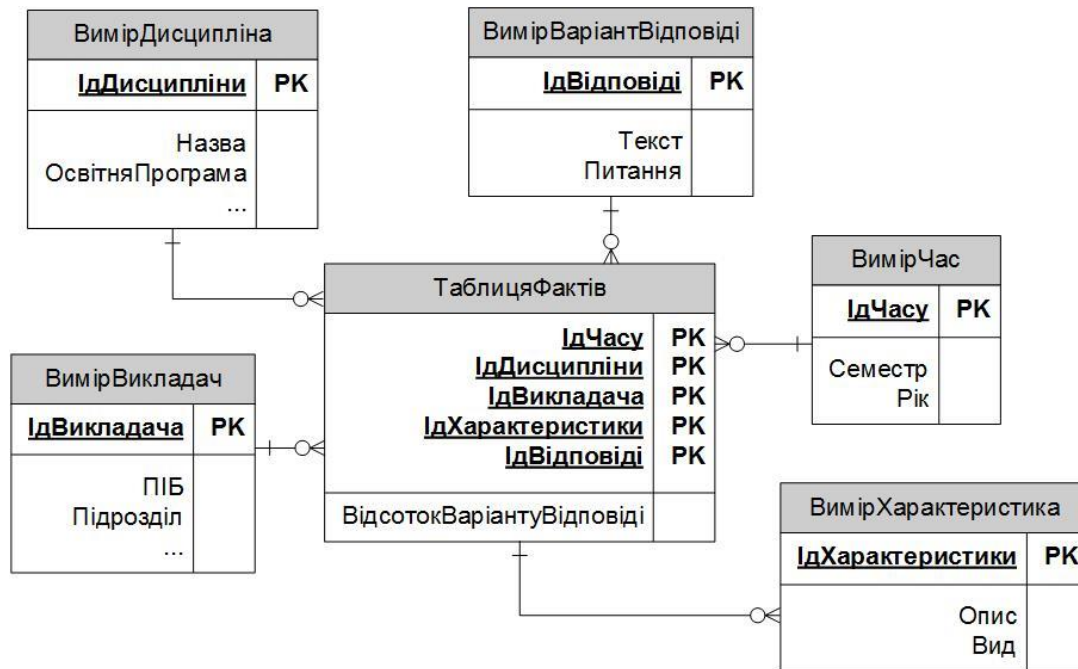 ВимірДисципліна
ІдДисципліни PK
Назва
ОсвітняПрограма
...
ВимірВаріантВідповіді
ІдВідповіді PK
Текст
Питання
ВимірЧас
ІдЧасу PK
Семестр
Рік
ТаблицяФактів
ІдЧасу PK
ІдДисципліни PK
ІдВикладача PK
ІдХарактеристики PK
ІдВідповіді PK
ВідсотокВаріантуВідповіді
ВимірВикладач
ІдВикладача PK
ПІБ
Підрозділ
...
ВимірХарактеристика
ІдХарактеристики PK
Опис
Вид